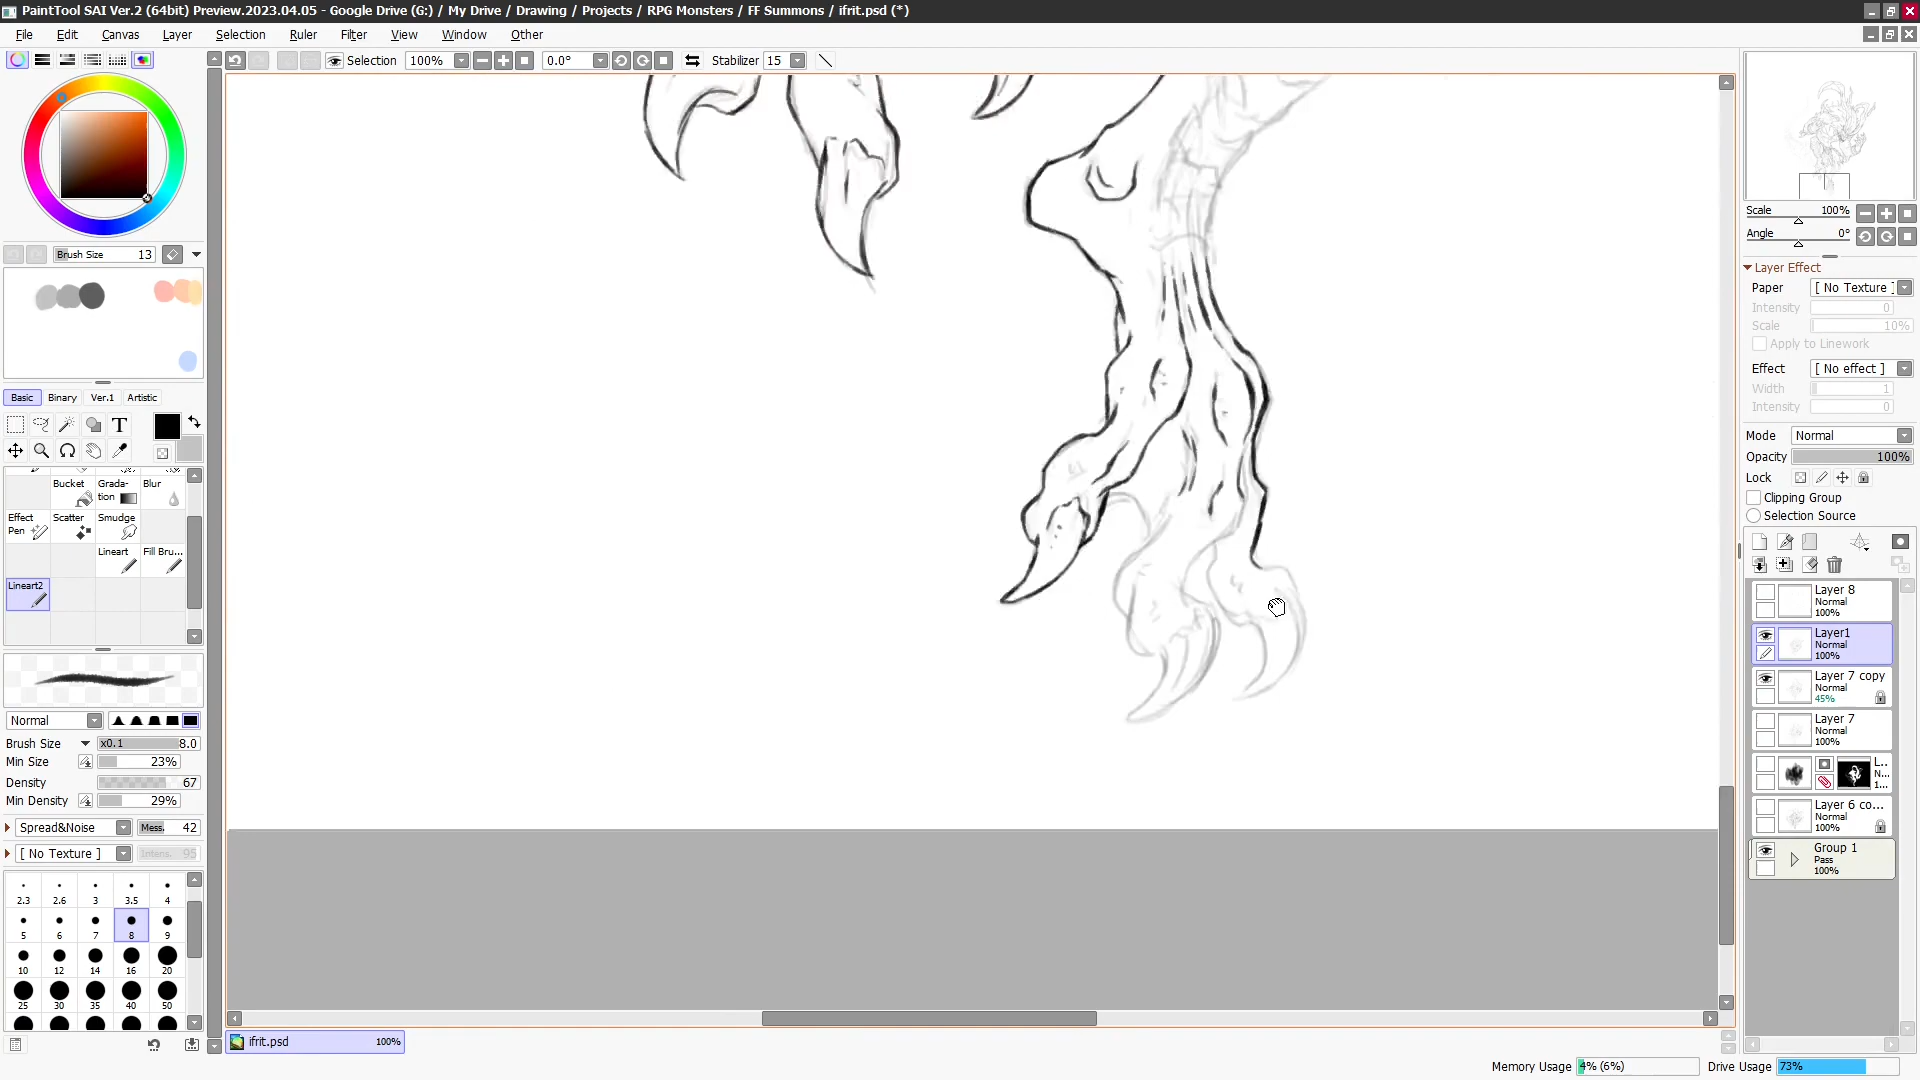 PaintTool SAI Ver.2 (64bit) Preview.2023.04.05 - Google Drive (G:) / My Drive / Drawing / Projects / RPG Monsters / FF Summons / ifrit.psd (*)
File Edit Canvas Layer Selection Ruler Filter View Window Other
Selection 100% 0.0° Stabilizer 15
Brush Size 13
Basic Binary Ver.1 Artistic
T
Bucket Grada-tion Blur
Effect Pen Scatter Smudge
Lineart Fill Bru...
Lineart2
Normal
Brush Size x0.1 8.0
Min Size 23%
Density 67
Min Density 29%
Spread&Noise Mess. 42
[ No Texture ] Intens. 95
2.3 2.6 3 3.5 4
5 6 7 8 9
10 12 14 16 20
25 30 35 40 50
ifrit.psd 100%
Scale 100%
Angle 0°
Layer Effect
Paper [ No Texture ]
Intensity 0
Scale 10%
Apply to Linework
Effect [ No effect ]
Width 1
Intensity 0
Mode Normal
Opacity 100%
Lock
Clipping Group
Selection Source
Layer 8
Normal
100%
Layer1
Normal
100%
Layer 7 copy
Normal
45%
Layer 7
Normal
100%
L..
N...
1...
Layer 6 co...
Normal
100%
Group 1
Pass
100%
Memory Usage 4% (6%) Drive Usage 73%